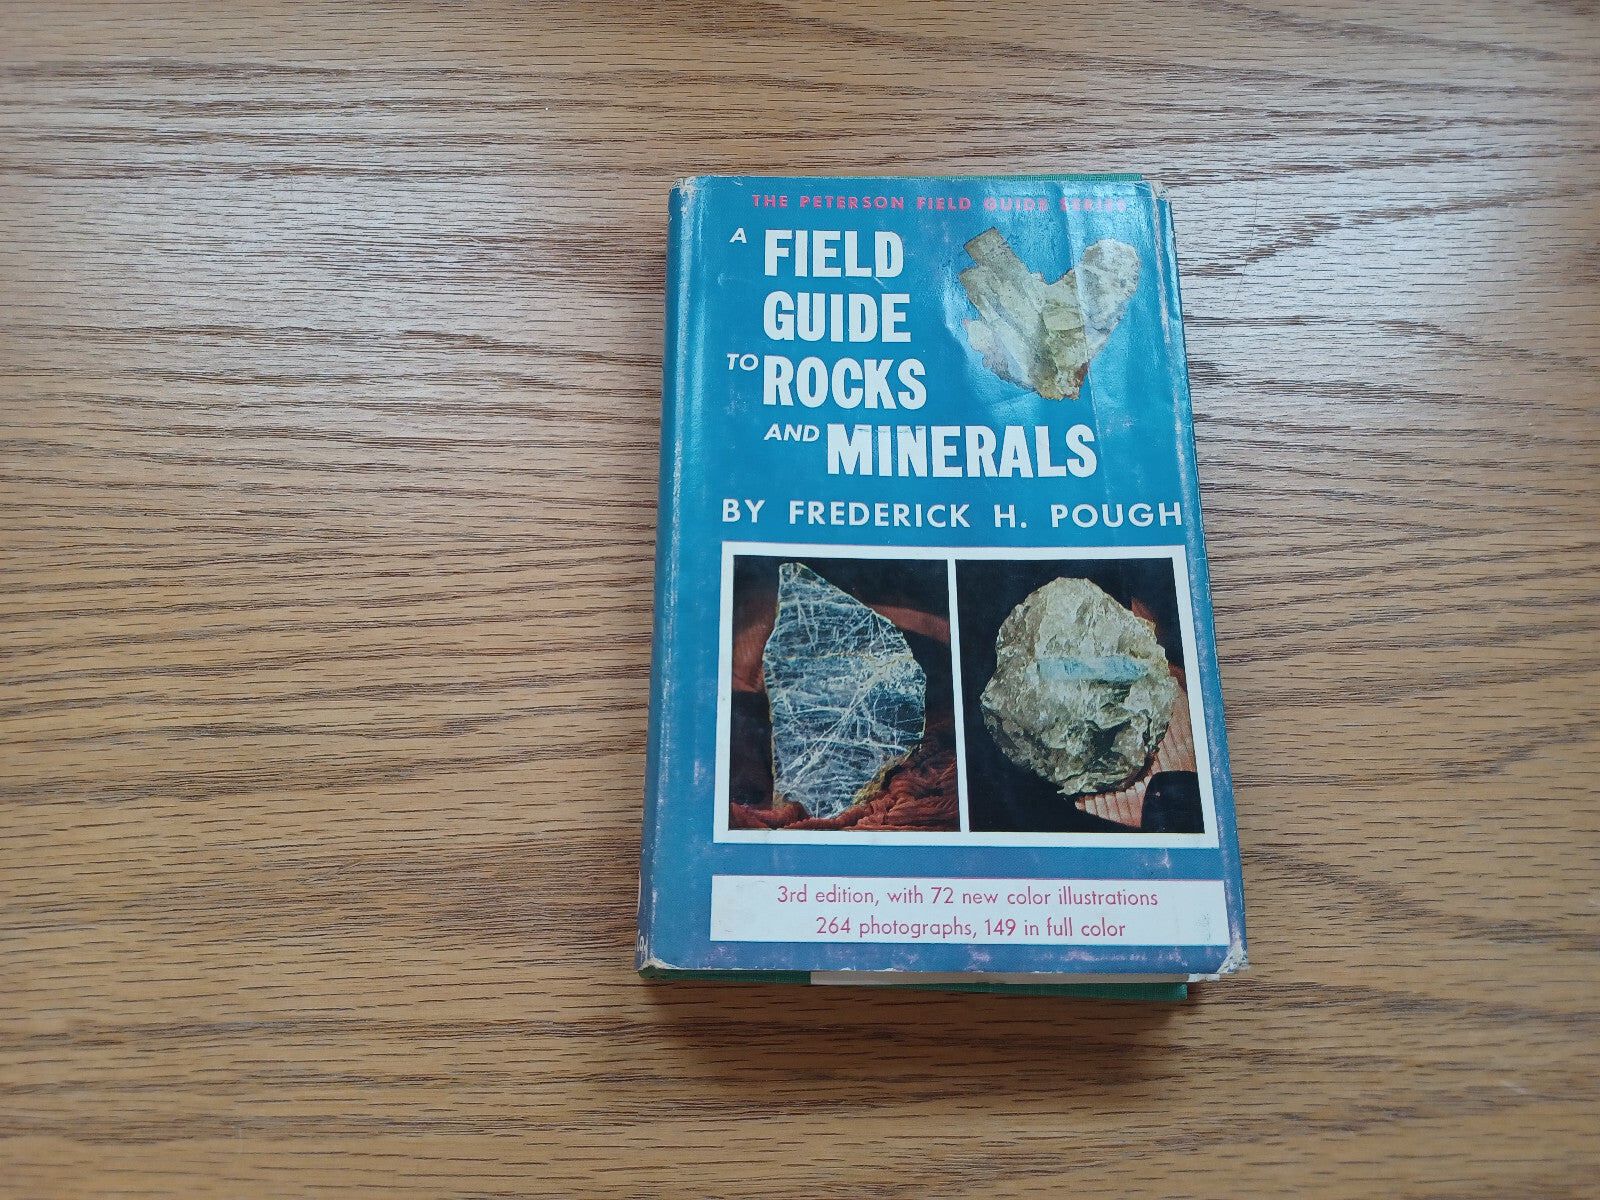 THE PETERSON FIELD GUIDE SERIES
A FIELD
GUIDE
TO ROCKS
AND MINERALS
BY FREDERICK H. POUGH
3rd edition, with 72 new color illustrations
264 photographs, 149 in full color